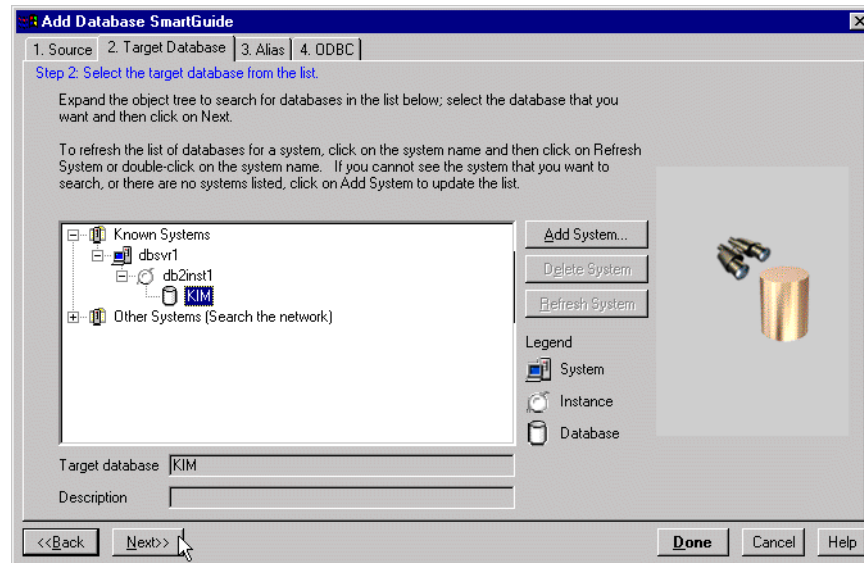 Add Database SmartGuide
1. Source 2. Target Database 3. Alias 4. ODBC
Step 2: Select the target database from the list.
Expand the object tree to search for databases in the list below; select the database that you
want and then click on Next.
To refresh the list of databases for a system, click on the system name and then click on Refresh
System or double-click on the system name. If you cannot see the system that you want to
search, or there are no systems listed, click on Add System to update the list.
Known Systems
dbsvr1
db2inst1
KIM
Other Systems (Search the network)
Add System...
Delete System
Refresh System
Legend
System
Instance
Database
Target database KIM
Description
<<Back Next>> Done Cancel Help